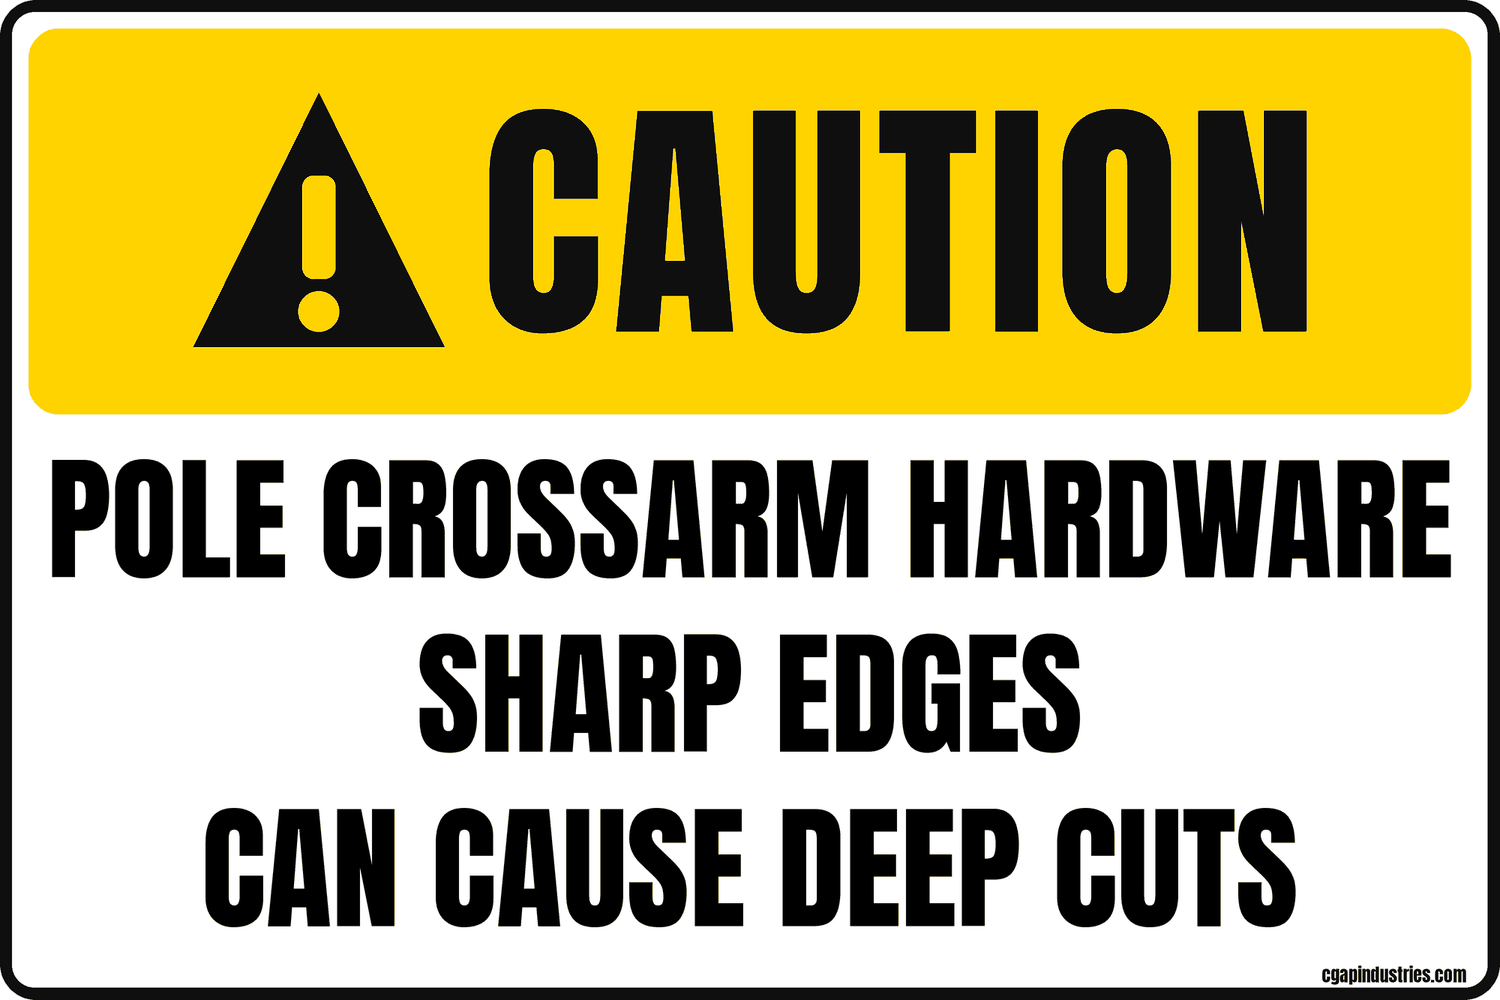 CAUTION
POLE CROSSARM HARDWARE
SHARP EDGES
CAN CAUSE DEEP CUTS
cgapindustries.com